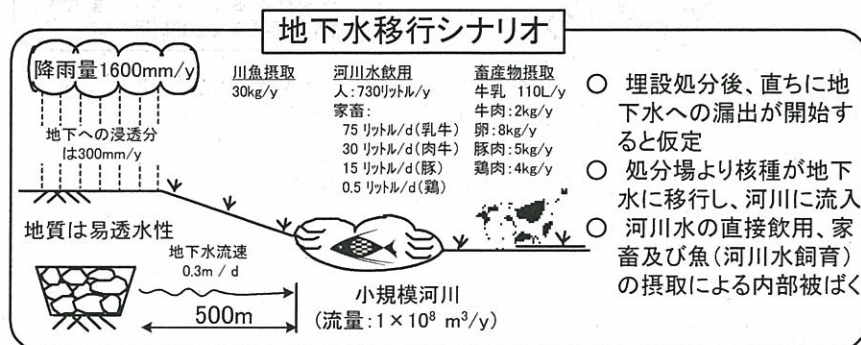 地下水移行シナリオ
降雨量1600mm/y
地下への浸透分
は300mm/y
川魚摂取
30kg/y
河川水飲用
人:730リットル/y
家畜:
75 リットル/d(乳牛)
30 リットル/d(肉牛)
15 リットル/d(豚)
0.5 リットル/d(鶏)
畜産物摂取
牛乳 110L/y
牛肉:2kg/y
卵:8kg/y
豚肉:5kg/y
鶏肉:4kg/y
地質は易透水性
地下水流速
0.3m / d
500m
小規模河川
(流量:1×10⁸ m³/y)
○ 埋設処分後、直ちに地
下水への漏出が開始す
ると仮定
○ 処分場より核種が地下
水に移行し、河川に流入
○ 河川水の直接飲用、家
畜及び魚(河川水飼育)
の摂取による内部被ばく